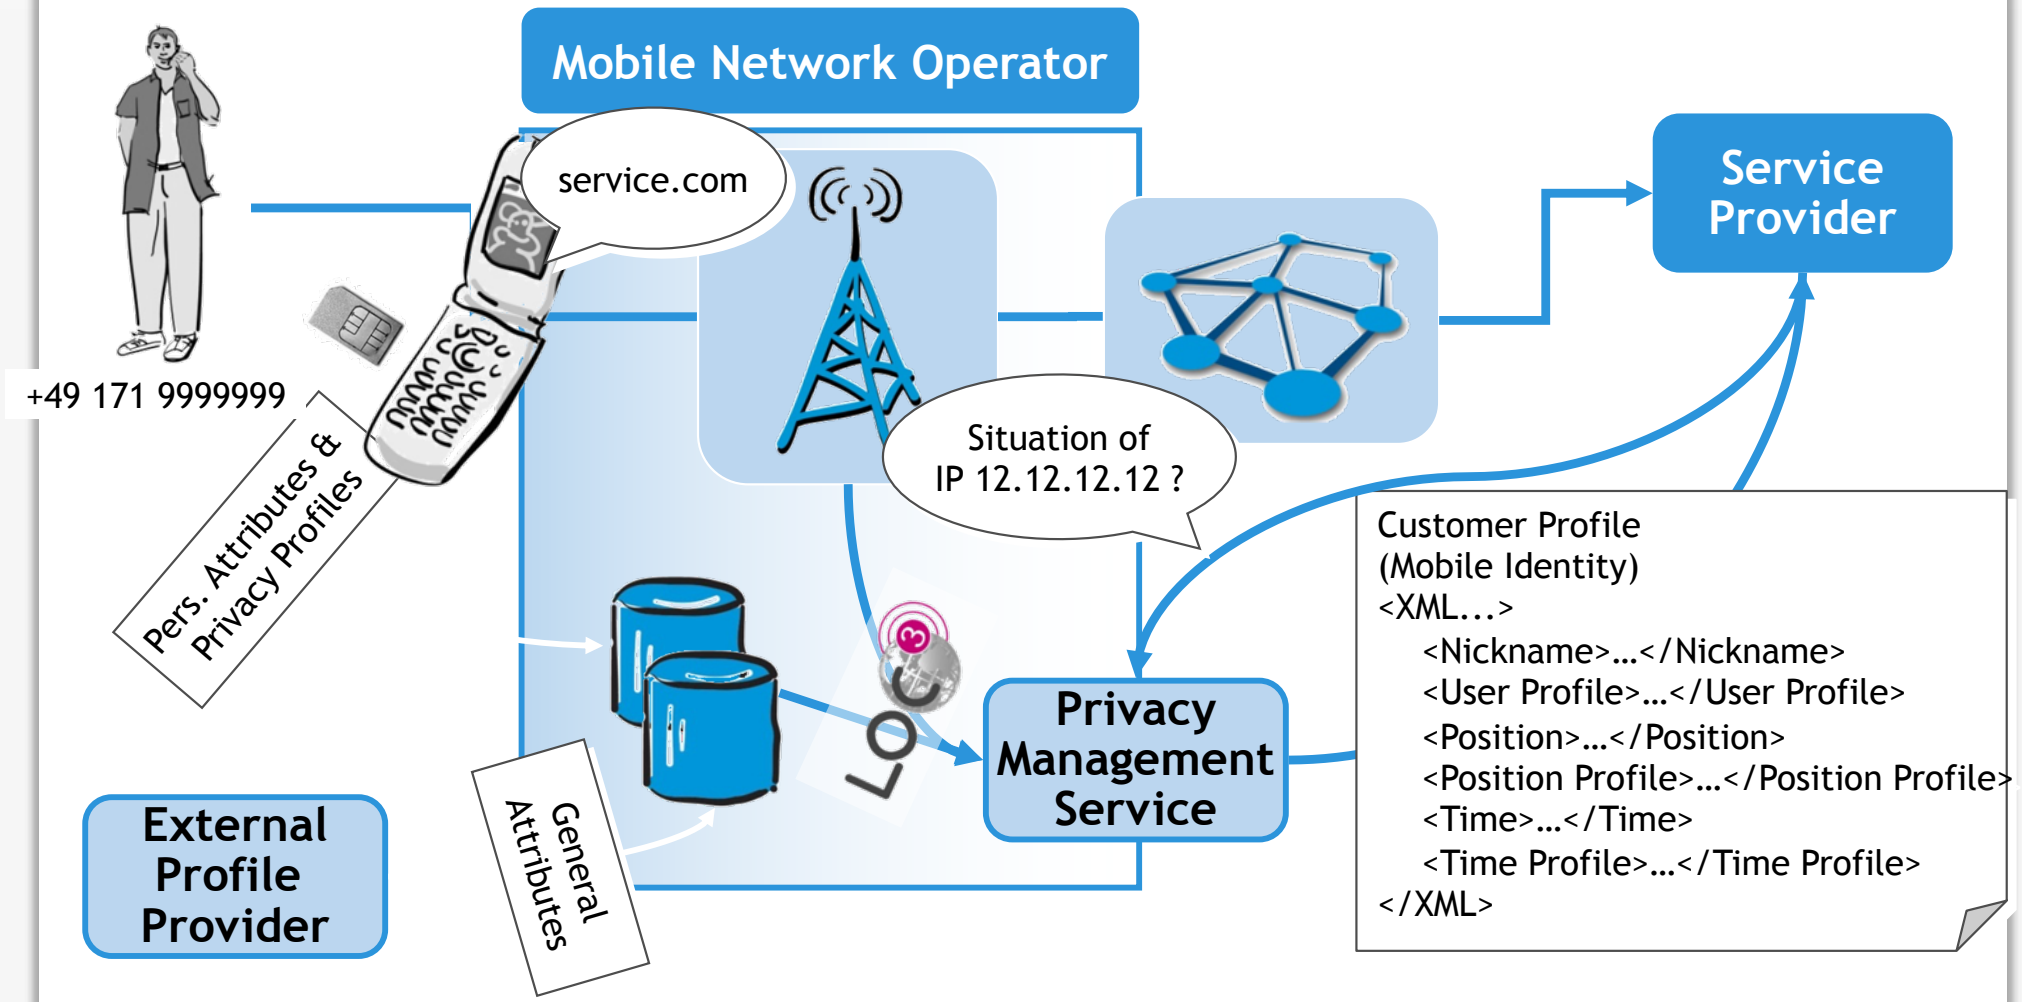 Mobile Network Operator
service.com
Service
Provider
+49 171 9999999
Pers. Attributes &
Privacy Profiles
Situation of
IP 12.12.12.12 ?
Customer Profile
(Mobile Identity)
<XML...>
<Nickname>…</Nickname>
<User Profile>…</User Profile>
<Position>…</Position>
<Position Profile>…</Position Profile>
<Time>…</Time>
<Time Profile>…</Time Profile>
</XML>
LOC
3
Privacy
Management
Service
General
Attributes
External
Profile
Provider